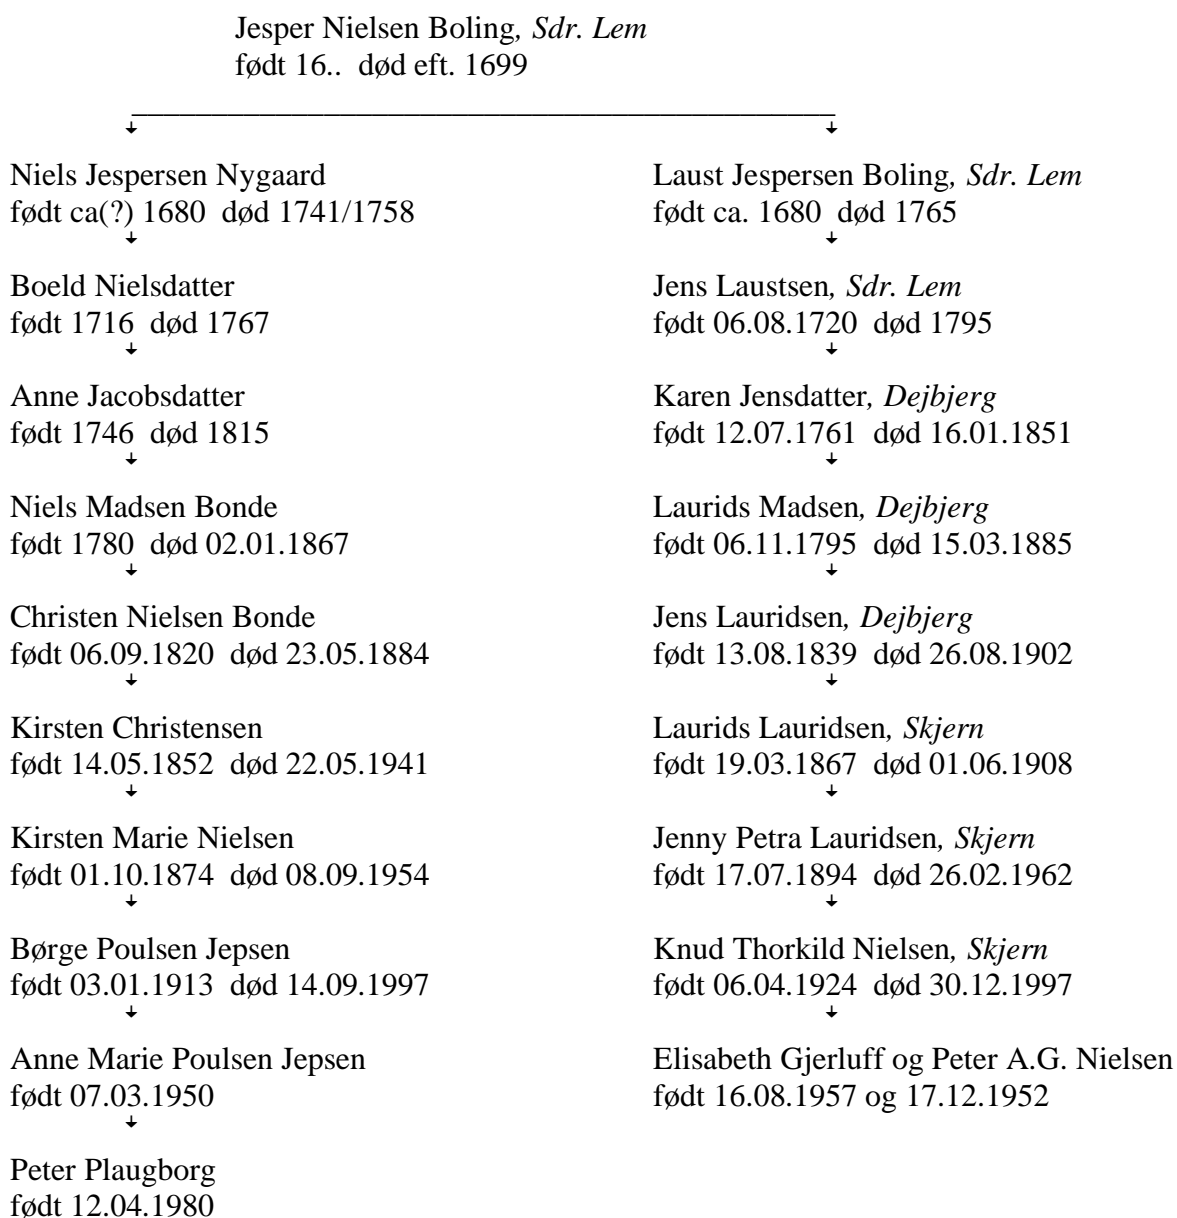 Jesper Nielsen Boling, Sdr. Lem
født 16.. død eft. 1699
Niels Jespersen Nygaard
født ca(?) 1680 død 1741/1758
Boeld Nielsdatter
født 1716 død 1767
Anne Jacobsdatter
født 1746 død 1815
Niels Madsen Bonde
født 1780 død 02.01.1867
Christen Nielsen Bonde
født 06.09.1820 død 23.05.1884
Kirsten Christensen
født 14.05.1852 død 22.05.1941
Kirsten Marie Nielsen
født 01.10.1874 død 08.09.1954
Børge Poulsen Jepsen
født 03.01.1913 død 14.09.1997
Anne Marie Poulsen Jepsen
født 07.03.1950
Peter Plaugborg
født 12.04.1980
Laust Jespersen Boling, Sdr. Lem
født ca. 1680 død 1765
Jens Laustsen, Sdr. Lem
født 06.08.1720 død 1795
Karen Jensdatter, Dejbjerg
født 12.07.1761 død 16.01.1851
Laurids Madsen, Dejbjerg
født 06.11.1795 død 15.03.1885
Jens Lauridsen, Dejbjerg
født 13.08.1839 død 26.08.1902
Laurids Lauridsen, Skjern
født 19.03.1867 død 01.06.1908
Jenny Petra Lauridsen, Skjern
født 17.07.1894 død 26.02.1962
Knud Thorkild Nielsen, Skjern
født 06.04.1924 død 30.12.1997
Elisabeth Gjerluff og Peter A.G. Nielsen
født 16.08.1957 og 17.12.1952